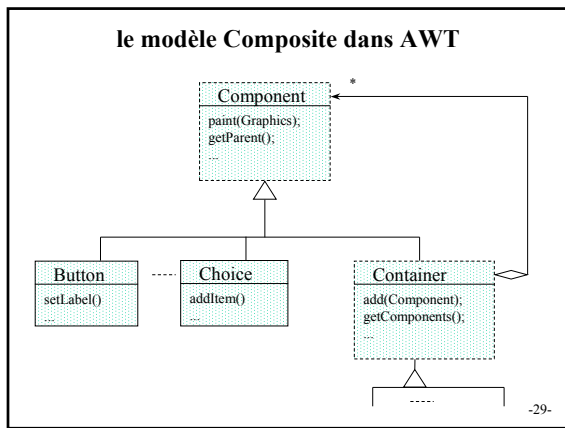 le modèle Composite dans AWT
*
Component
paint(Graphics);
getParent();
...
Button
setLabel()
...
Choice
addItem()
...
Container
add(Component);
getComponents();
...
-29-